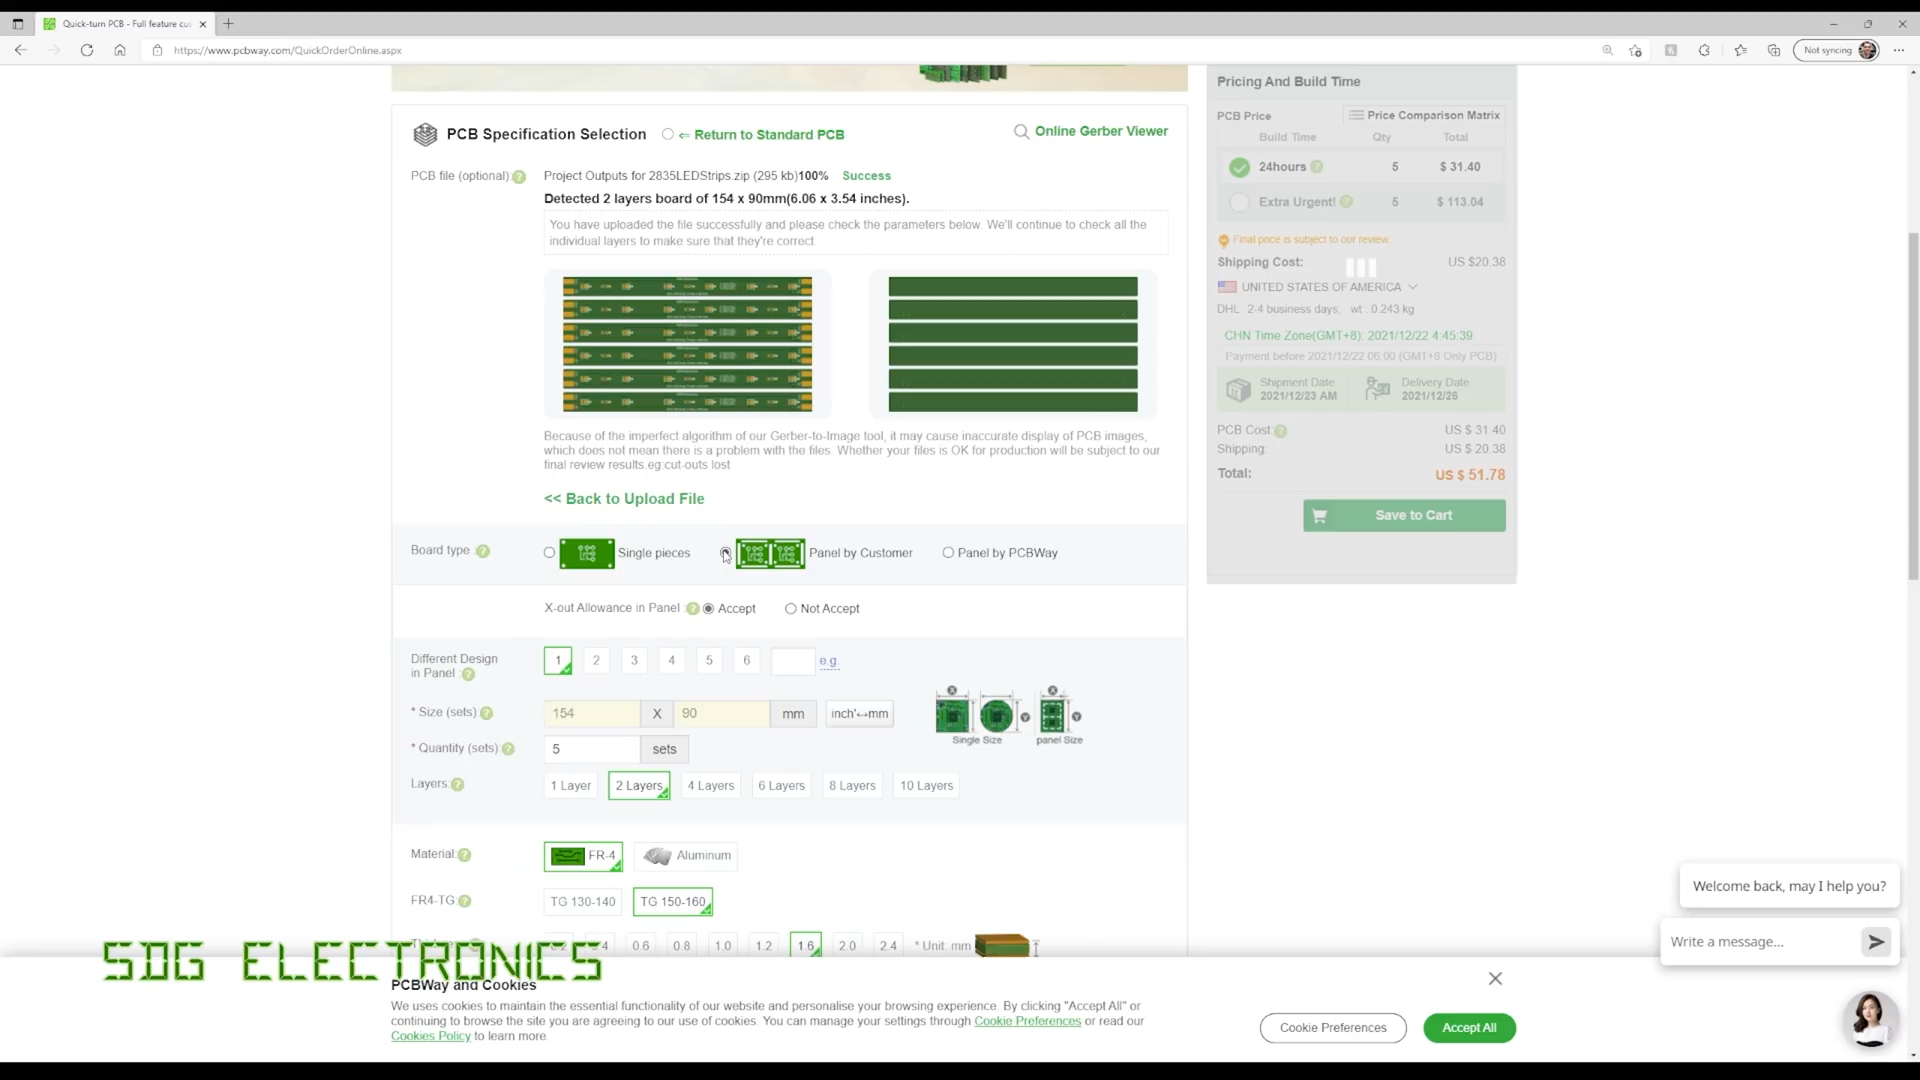 Quick-turn PCB - Full feature cus
https://www.pcbway.com/QuickOrderOnline.aspx
Not syncing
PCB Specification Selection
⇐ Return to Standard PCB
Online Gerber Viewer
PCB file (optional):
Project Outputs for 2835LEDStrips.zip (295 kb)100% Success
Detected 2 layers board of 154 x 90mm(6.06 x 3.54 inches).
You have uploaded the file successfully and please check the parameters below. We'll continue to check all the
individual layers to make sure that they're correct.
Because of the imperfect algorithm of our Gerber-to-Image tool, it may cause inaccurate display of PCB images,
which does not mean there is a problem with the files. Whether your files is OK for production will be subject to our
final review results.eg:cut-outs lost
<< Back to Upload File
Board type :
Single pieces
Panel by Customer
Panel by PCBWay
X-out Allowance in Panel :
Accept
Not Accept
Different Design
in Panel :
1 2 3 4 5 6 e.g
* Size (sets):
154 X 90 mm inch↔mm
X Y X Y
Single Size panel Size
* Quantity (sets):
5 sets
Layers:
1 Layer 2 Layers 4 Layers 6 Layers 8 Layers 10 Layers
Material:
FR-4 Aluminum
FR4-TG:
TG 130-140 TG 150-160
0.6 0.8 1.0 1.2 1.6 2.0 2.4 * Unit: mm
SDG ELECTRONICS
Pricing And Build Time
PCB Price Price Comparison Matrix
Build Time Qty Total
24hours 5 $ 31.40
Extra Urgent! 5 $ 113.04
Final price is subject to our review.
Shipping Cost: US $20.38
UNITED STATES OF AMERICA
DHL 2-4 business days, wt : 0.243 kg
CHN Time Zone(GMT+8): 2021/12/22 4:45:39
Payment before 2021/12/22 06:00 (GMT+8 Only PCB)
Shipment Date
2021/12/23 AM
Delivery Date
2021/12/26
PCB Cost: US $ 31.40
Shipping: US $ 20.38
Total: US $ 51.78
Save to Cart
Welcome back, may I help you?
Write a message...
PCBWay and Cookies
We uses cookies to maintain the essential functionality of our website and personalise your browsing experience. By clicking "Accept All" or
continuing to browse the site you are agreeing to our use of cookies. You can manage your settings through Cookie Preferences or read our
Cookies Policy to learn more.
Cookie Preferences
Accept All